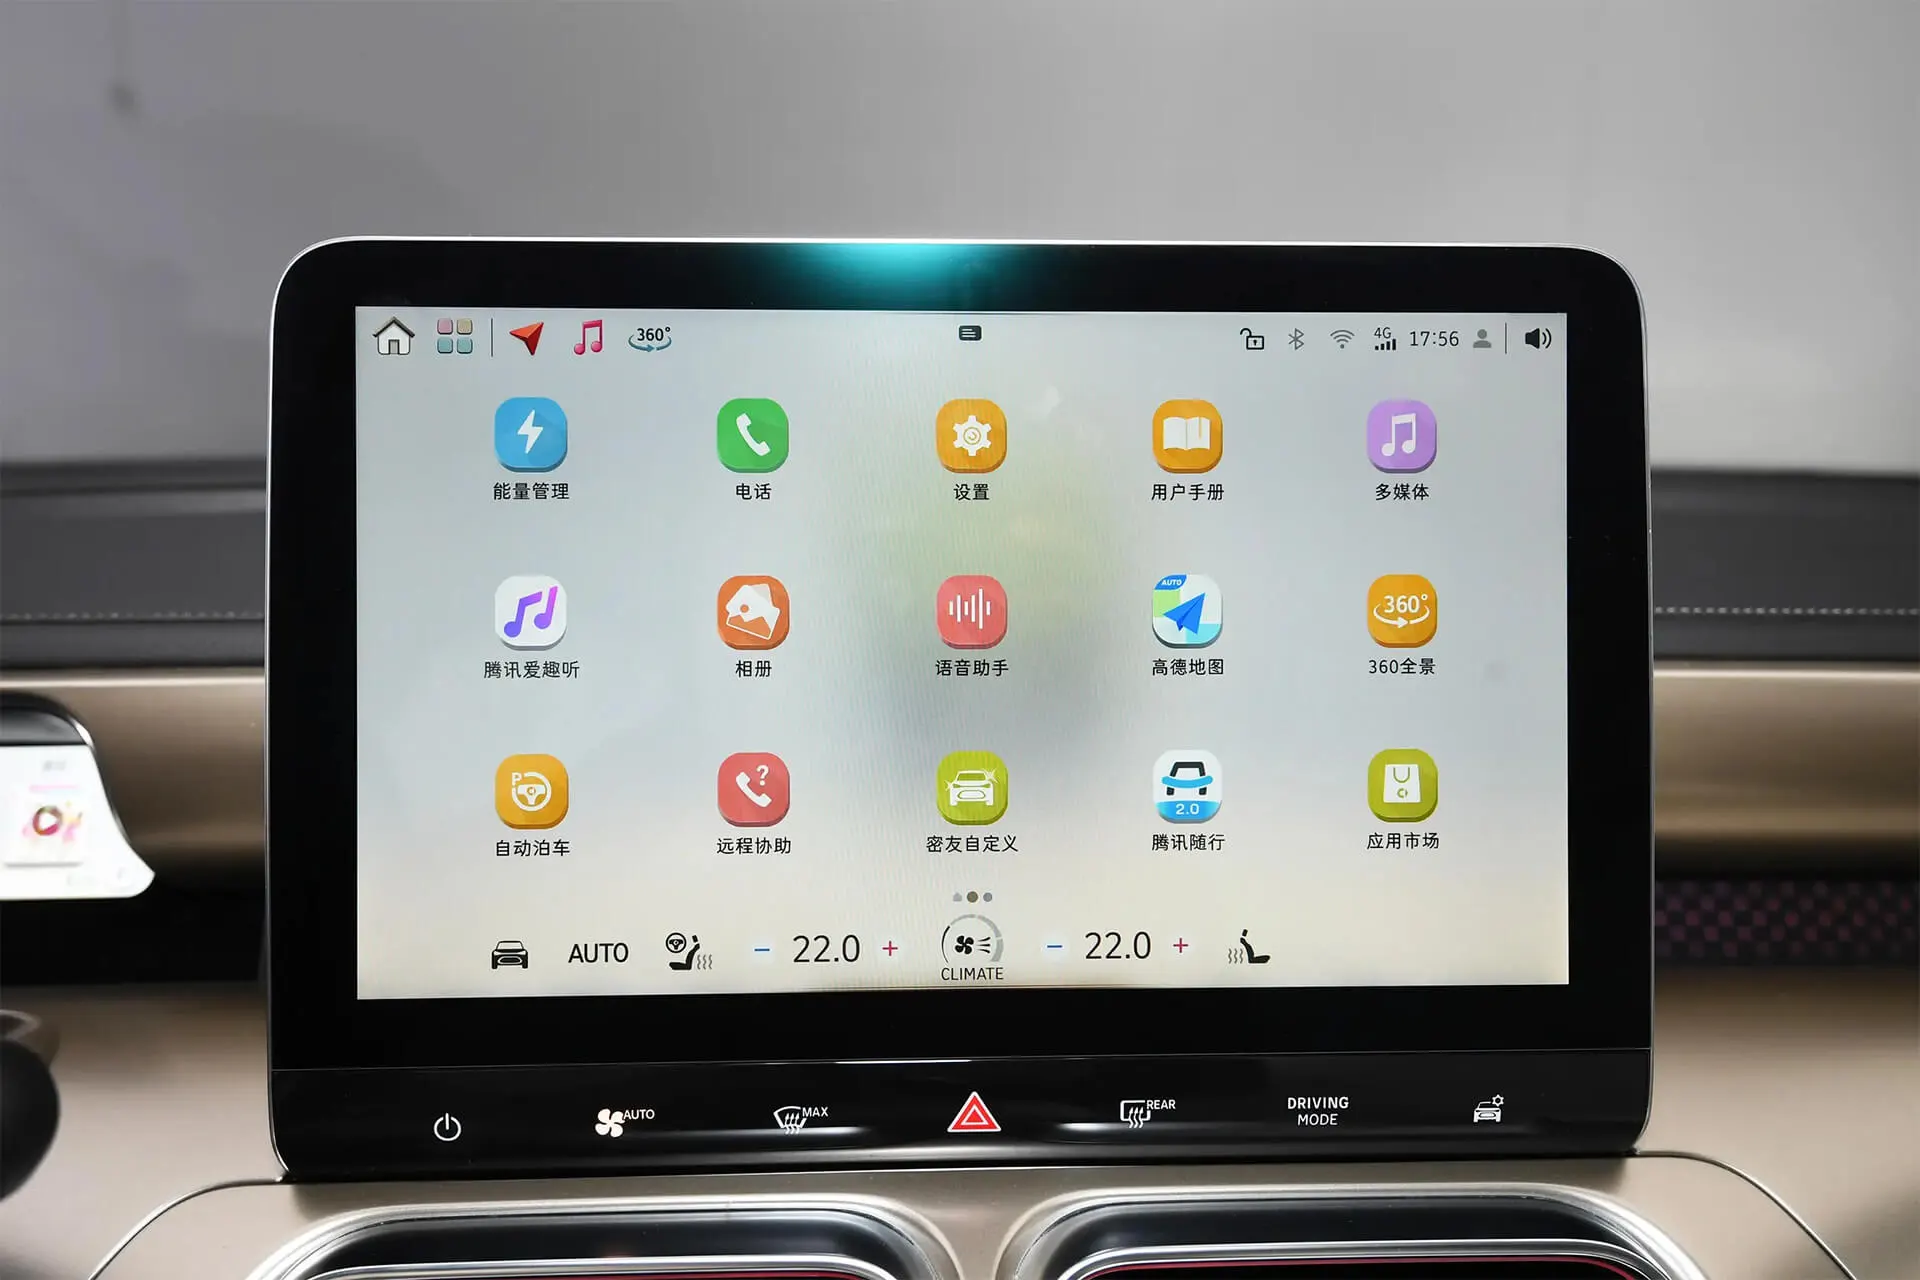 360°
4G
17:56
能量管理
电话
设置
用户手册
多媒体
AUTO
360°
腾讯爱趣听
相册
语音助手
高德地图
360全景
P
?
2.0
自动泊车
远程协助
密友自定义
腾讯随行
应用市场
AUTO
− 22.0 +
CLIMATE
− 22.0 +
AUTO
MAX
REAR
DRIVING
MODE